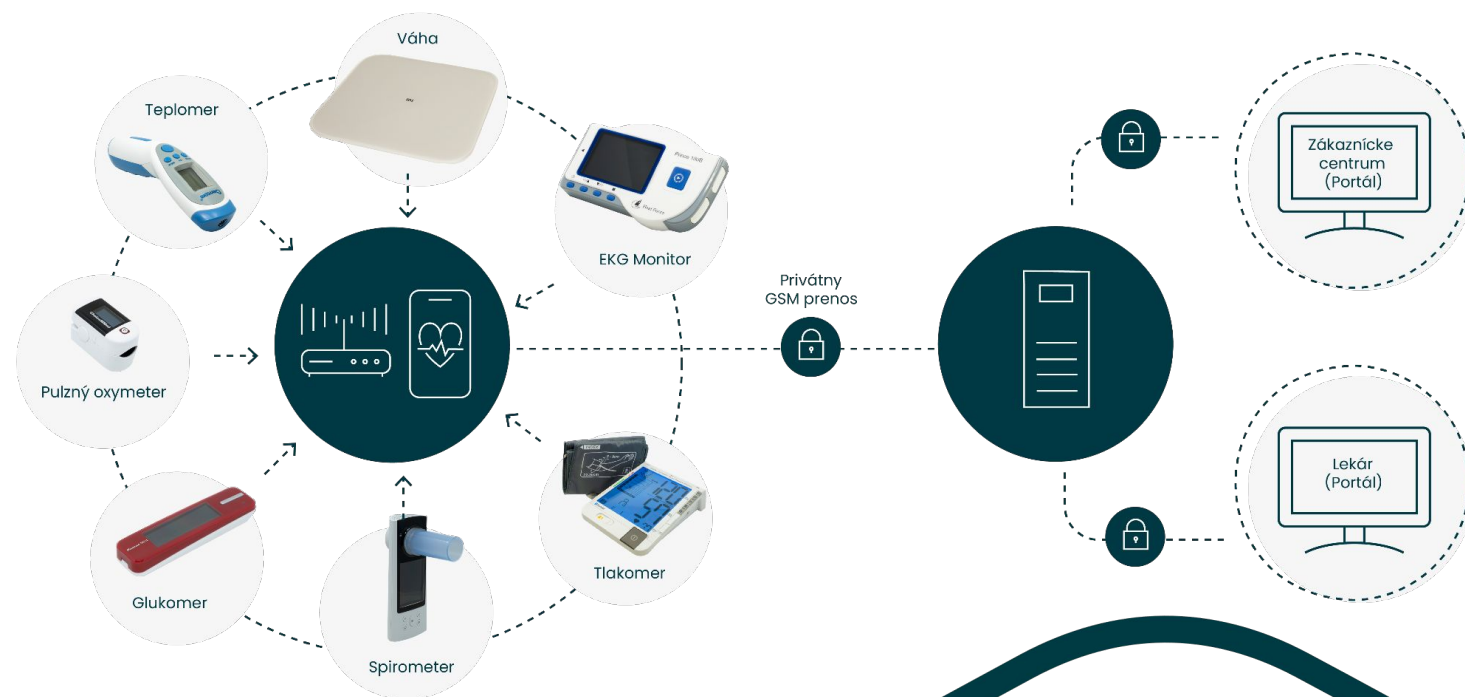 Váha
Teplomer
EKG Monitor
Pulzný oxymeter
Glukomer
Spirometer
Tlakomer
Privátny
GSM prenos
Zákaznícke
centrum
(Portál)
Lekár
(Portál)